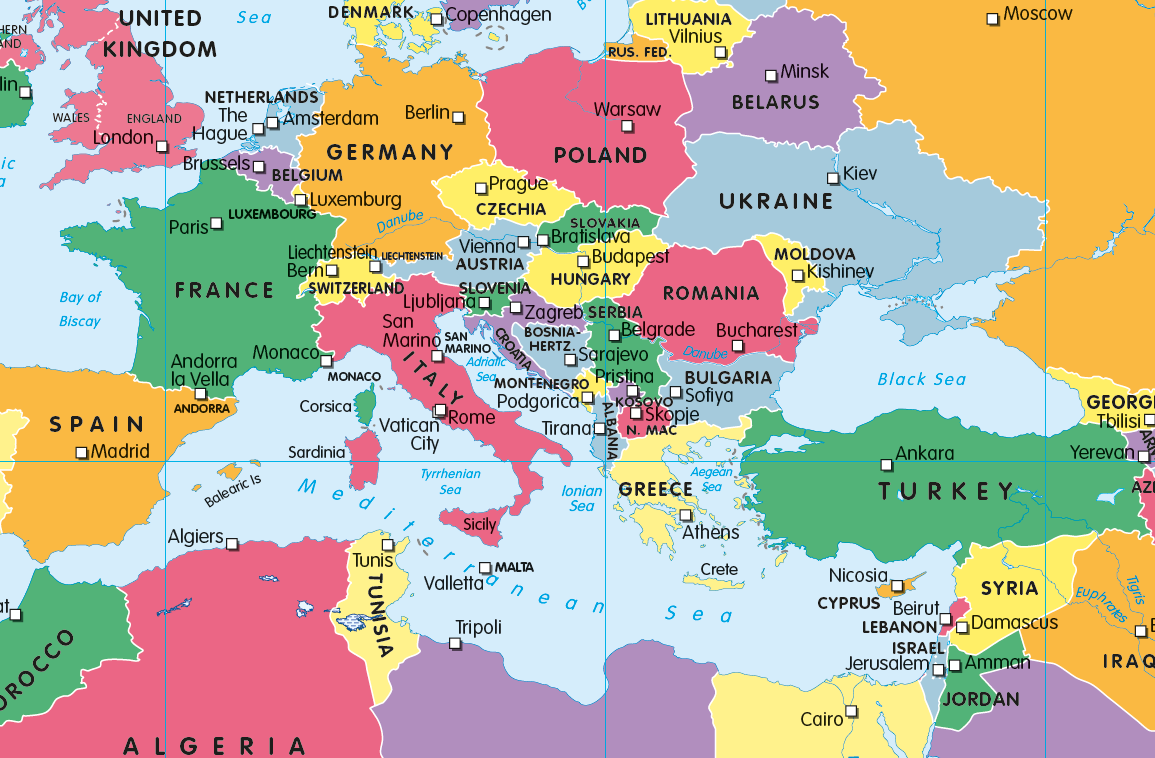 UNITED
KINGDOM
Sea
DENMARK
Copenhagen
LITHUANIA
Vilnius
Moscow
RUS. FED.
Minsk
BELARUS
NETHERLANDS
The
Hague
Amsterdam
WALES
ENGLAND
London
Berlin
GERMANY
Warsaw
POLAND
Brussels
BELGIUM
Luxemburg
LUXEMBOURG
Prague
CZECHIA
Kiev
UKRAINE
Paris
Danube
SLOVAKIA
Bratislava
Vienna
AUSTRIA
Liechtenstein
LIECHTENSTEIN
Bern
SWITZERLAND
Budapest
HUNGARY
MOLDOVA
Kishinev
FRANCE
Bay of
Biscay
SLOVENIA
Ljubljana
Zagreb
CROATIA
SERBIA
Belgrade
ROMANIA
Bucharest
Danube
San
Marino
SAN
MARINO
BOSNIA-
HERTZ.
Sarajevo
Adriatic
Sea
Monaco
MONACO
Andorra
la Vella
ANDORRA
ITALY
MONTENEGRO
Podgorica
Pristina
KOSOVO
BULGARIA
Sofiya
Black Sea
Corsica
Vatican
City
Rome
Skopje
N. MAC
Tirana
ALBANIA
SPAIN
Madrid
Sardinia
Balearic Is
Tyrrhenian
Sea
Ionian
Sea
GREECE
Aegean
Sea
Athens
Ankara
TURKEY
GEORGI
Tbilisi
Yerevan
AR
AZ
Mediterranean
Sea
Sicily
Algiers
Tunis
TUNISIA
Valletta
MALTA
Crete
Nicosia
CYPRUS
Beirut
LEBANON
SYRIA
Damascus
Euphrates
Tigris
ISRAEL
Jerusalem
Amman
JORDAN
IRAQ
Tripoli
Cairo
OROCCO
ALGERIA